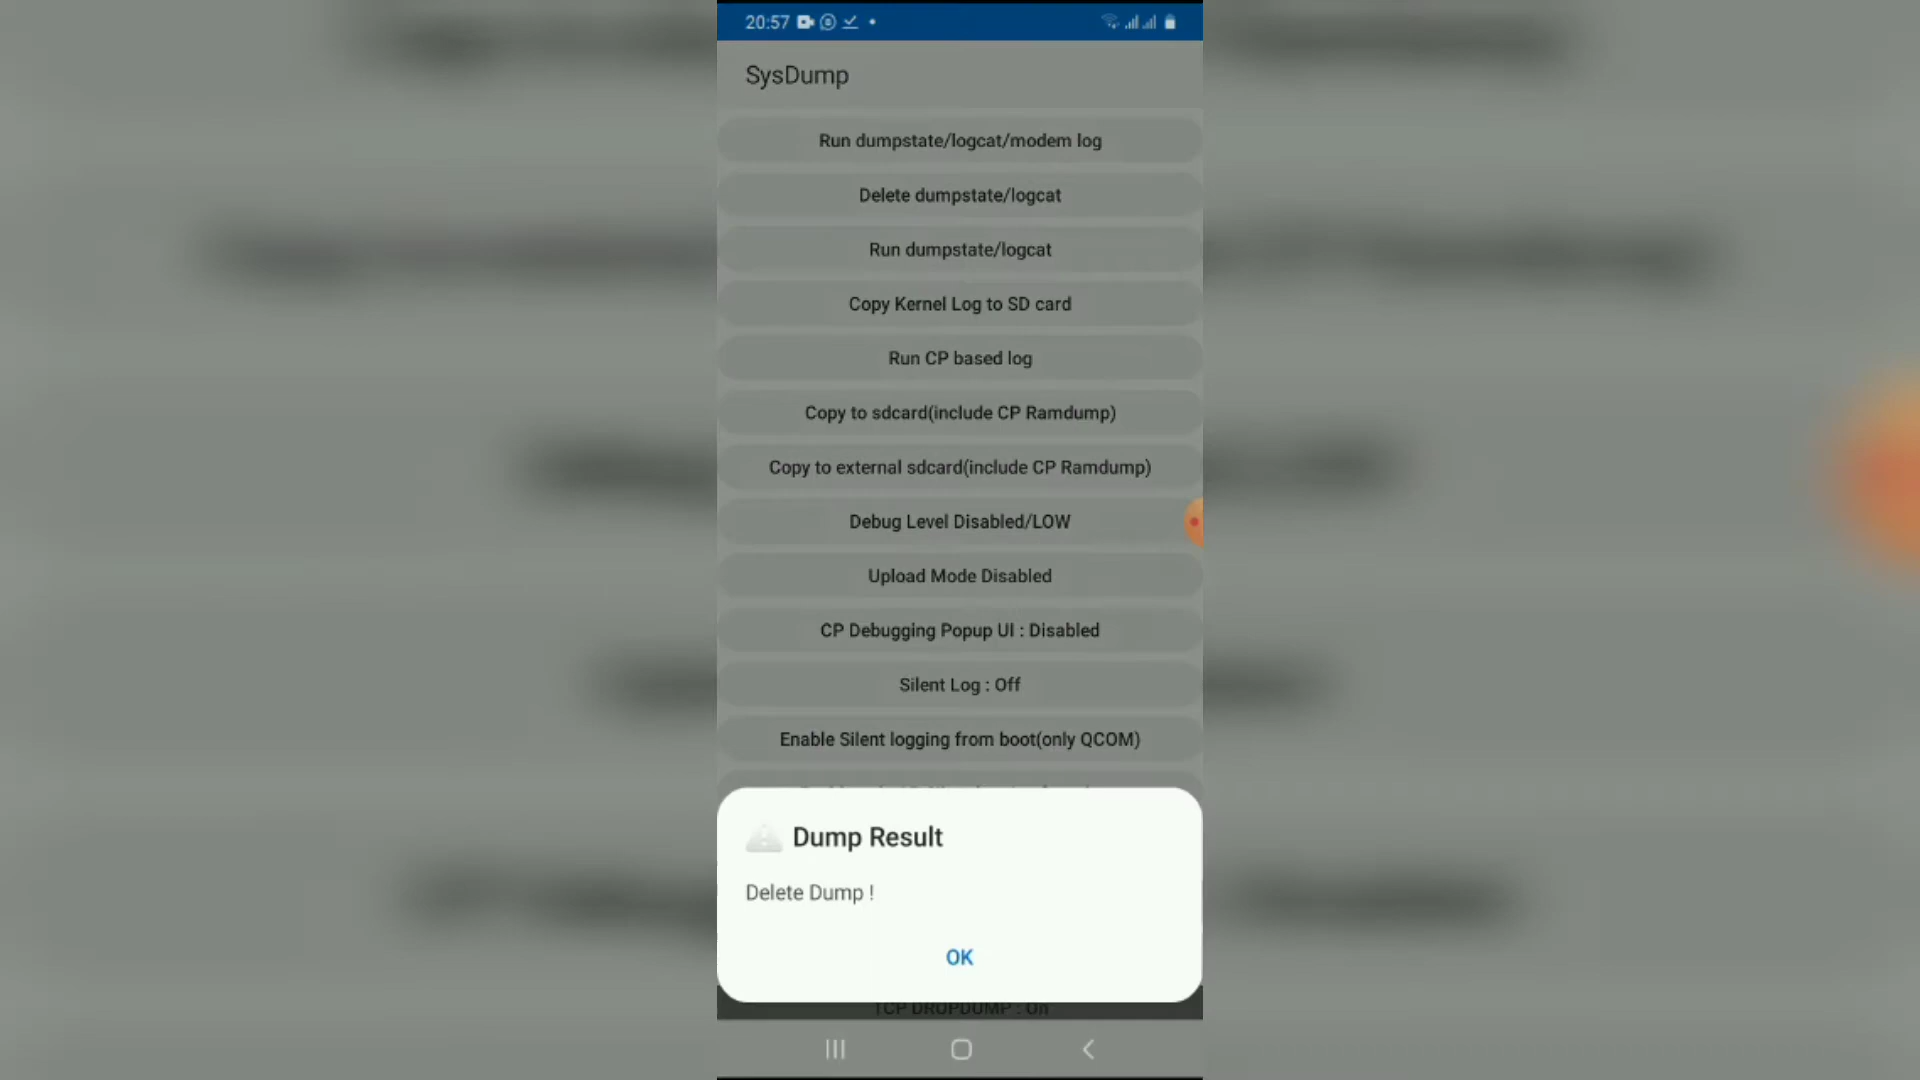 20:57
SysDump
Run dumpstate/logcat/modem log
Delete dumpstate/logcat
Run dumpstate/logcat
Copy Kernel Log to SD card
Run CP based log
Copy to sdcard(include CP Ramdump)
Copy to external sdcard(include CP Ramdump)
Debug Level Disabled/LOW
Upload Mode Disabled
CP Debugging Popup UI : Disabled
Silent Log : Off
Enable Silent logging from boot(only QCOM)
Dump Result
Delete Dump !
OK
TCP DROPDUMP : On